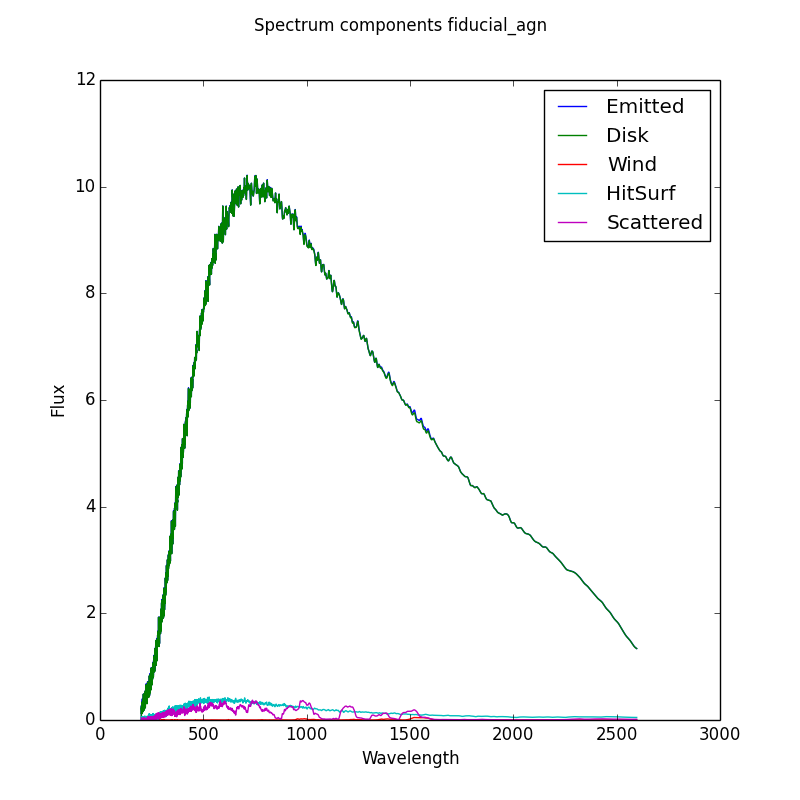 Spectrum components fiducial_agn
12
10
8
6
4
2
0
Flux
Emitted
Disk
Wind
HitSurf
Scattered
0 500 1000 1500 2000 2500 3000
Wavelength